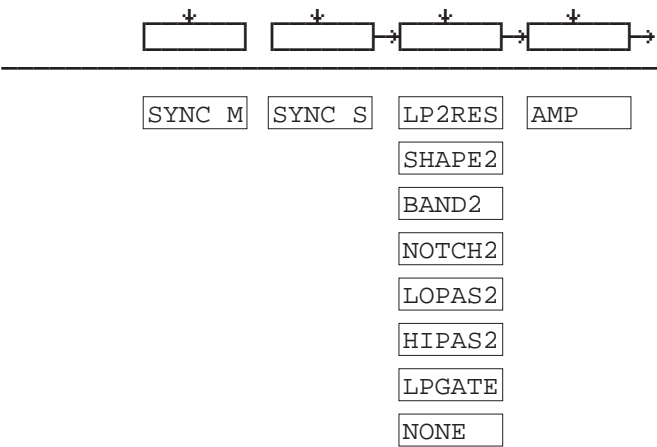 SYNC M SYNC S LP2RES AMP
SHAPE2
BAND2
NOTCH2
LOPAS2
HIPAS2
LPGATE
NONE